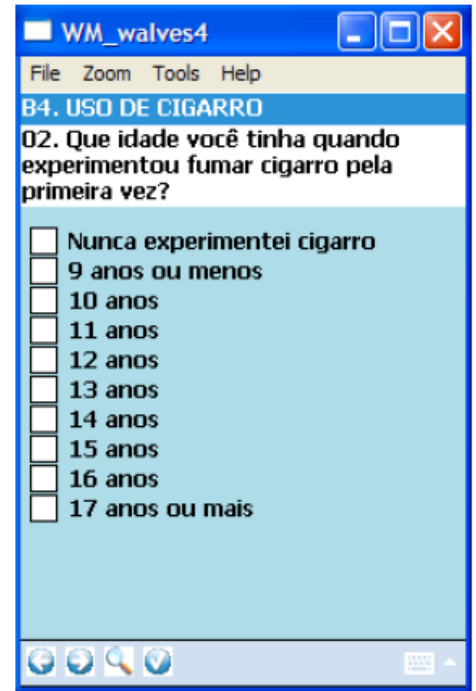 WM_walves4
File Zoom Tools Help
B4. USO DE CIGARRO
02. Que idade você tinha quando
experimentou fumar cigarro pela
primeira vez?
Nunca experimentei cigarro
9 anos ou menos
10 anos
11 anos
12 anos
13 anos
14 anos
15 anos
16 anos
17 anos ou mais